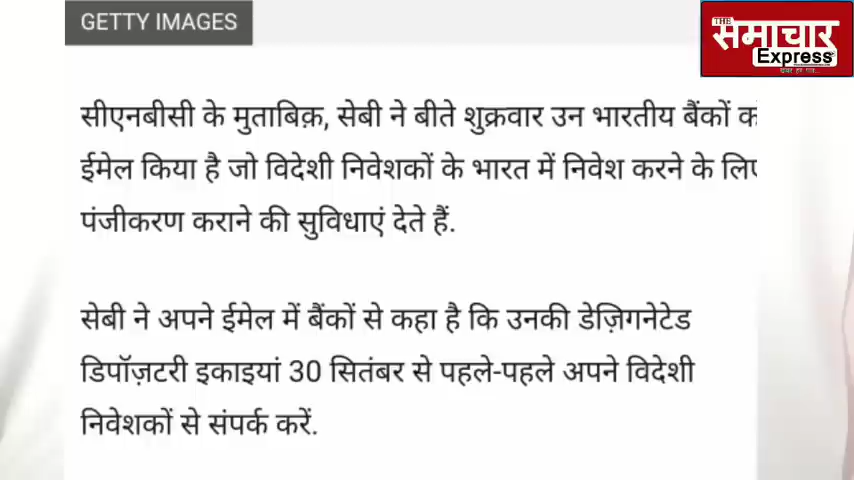 GETTY IMAGES
THE
समाचार
Express
सीएनबीसी के मुताबिक़, सेबी ने बीते शुक्रवार उन भारतीय बैंकों को
ईमेल किया है जो विदेशी निवेशकों के भारत में निवेश करने के लिए
पंजीकरण कराने की सुविधाएं देते हैं.
सेबी ने अपने ईमेल में बैंकों से कहा है कि उनकी डेज़िगनेटेड
डिपॉज़टरी इकाइयां 30 सितंबर से पहले-पहले अपने विदेशी
निवेशकों से संपर्क करें.